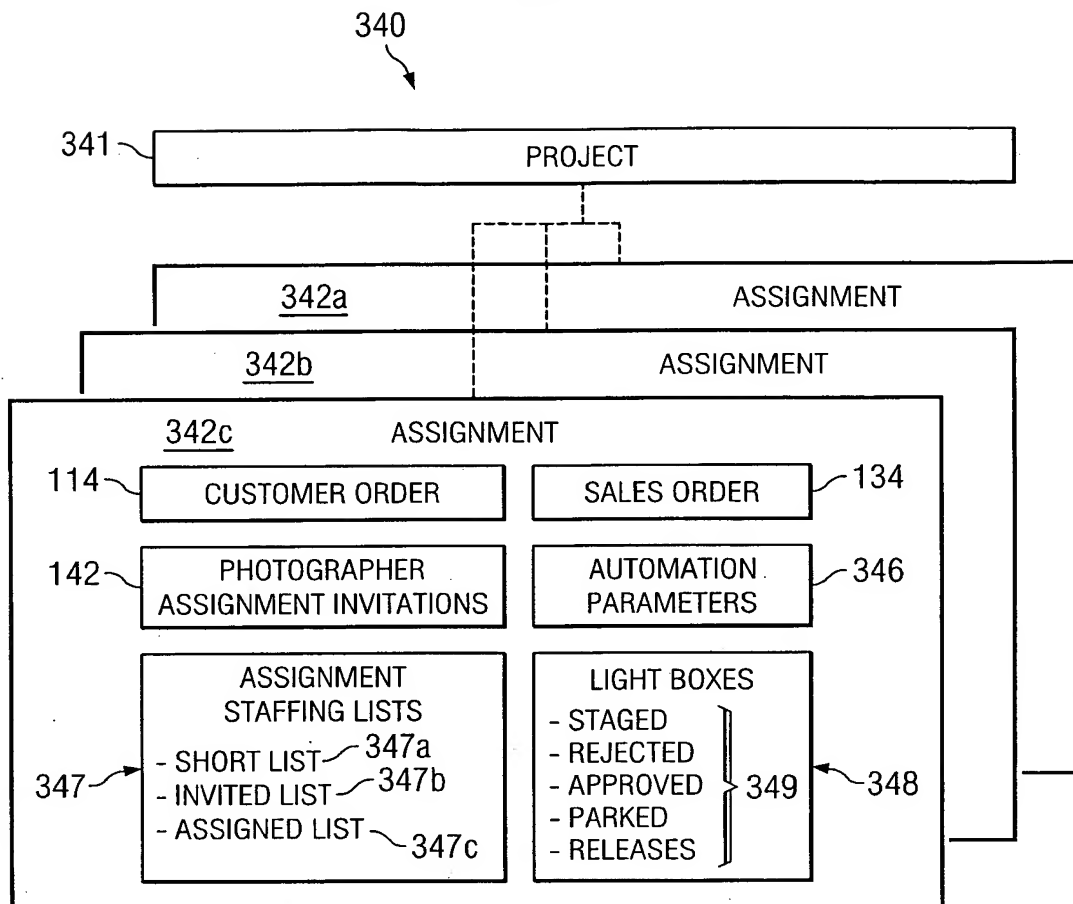 340
341
PROJECT
342a ASSIGNMENT
342b ASSIGNMENT
342c ASSIGNMENT
114 CUSTOMER ORDER
SALES ORDER 134
142 PHOTOGRAPHER
ASSIGNMENT INVITATIONS
AUTOMATION
PARAMETERS 346
ASSIGNMENT
STAFFING LISTS
- SHORT LIST 347a
347 - INVITED LIST 347b
- ASSIGNED LIST 347c
LIGHT BOXES
- STAGED
- REJECTED
- APPROVED 349 348
- PARKED
- RELEASES